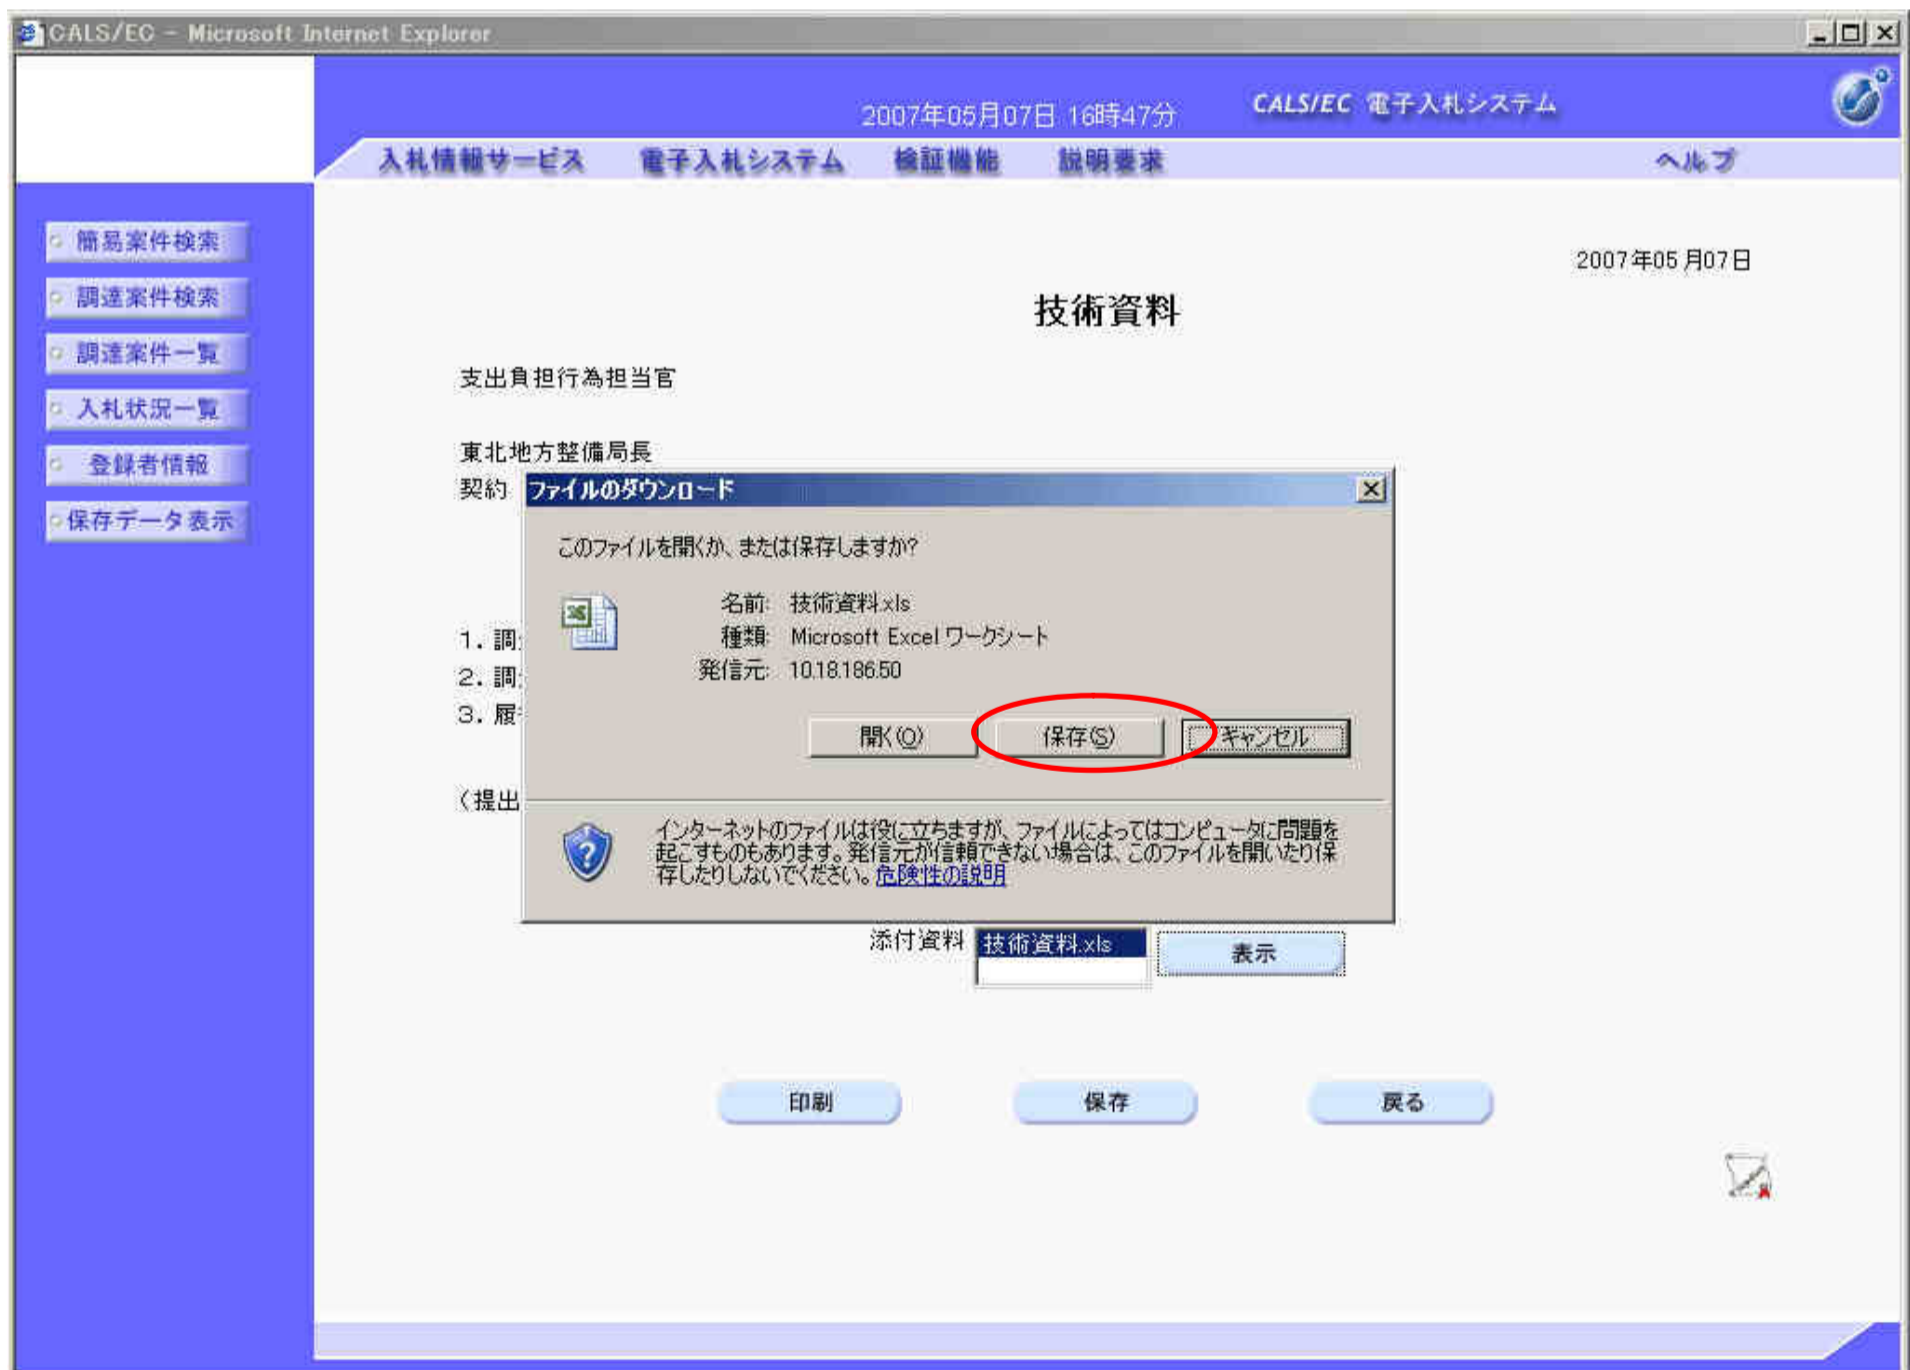 CALS/EC - Microsoft Internet Explorer
2007年05月07日 16時47分
CALS/EC 電子入札システム
入札情報サービス 電子入札システム 検証機能 説明要求 ヘルプ
簡易案件検索
調達案件検索
調達案件一覧
入札状況一覧
登録者情報
保存データ表示
2007年05月07日
技術資料
支出負担行為担当官
東北地方整備局長
契約
ファイルのダウンロード
このファイルを開くか、または保存しますか?
名前: 技術資料.xls
種類: Microsoft Excel ワークシート
発信元: 10.18.186.50
1. 調
2. 調
3. 履
開く(O) 保存(S) キャンセル
(提出
インターネットのファイルは役に立ちますが、ファイルによってはコンピュータに問題を
起こすものもあります。発信元が信頼できない場合は、このファイルを開いたり保
存したりしないでください。危険性の説明
添付資料 技術資料.xls 表示
印刷 保存 戻る